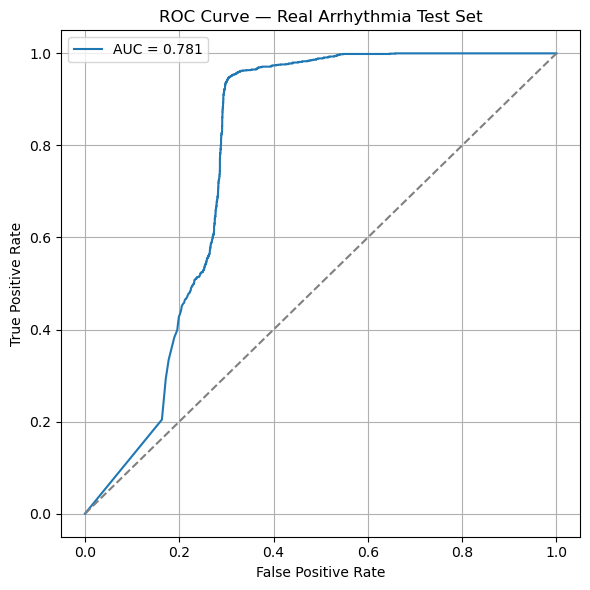 ROC Curve — Real Arrhythmia Test Set
AUC = 0.781
True Positive Rate
1.0
0.8
0.6
0.4
0.2
0.0
0.0 0.2 0.4 0.6 0.8 1.0
False Positive Rate